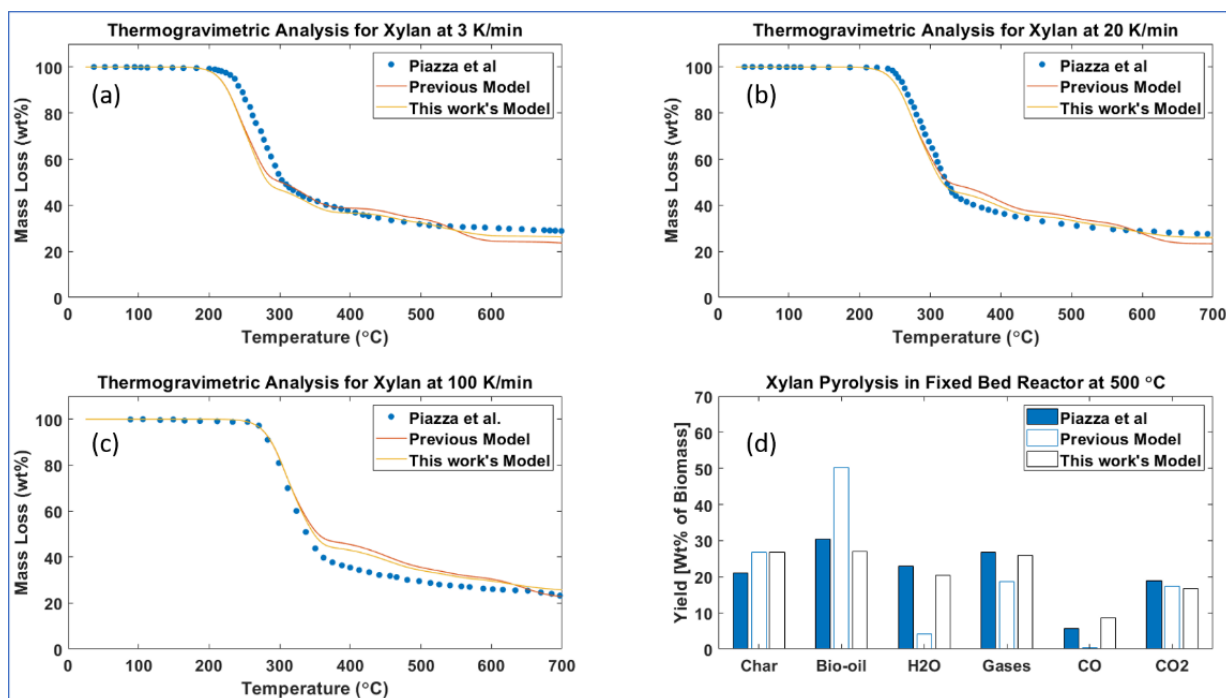 Thermogravimetric Analysis for Xylan at 3 K/min
(a)
Piazza et al
Previous Model
This work's Model
Mass Loss (wt%)
100
80
60
40
20
0
0 100 200 300 400 500 600 700
Temperature (°C)
Thermogravimetric Analysis for Xylan at 20 K/min
(b)
Piazza et al
Previous Model
This work's Model
Mass Loss (wt%)
100
80
60
40
20
0
0 100 200 300 400 500 600 700
Temperature (°C)
Thermogravimetric Analysis for Xylan at 100 K/min
(c)
Piazza et al.
Previous Model
This work's Model
Mass Loss (wt%)
100
80
60
40
20
0
0 100 200 300 400 500 600 700
Temperature (°C)
Xylan Pyrolysis in Fixed Bed Reactor at 500 °C
(d)
Piazza et al
Previous Model
This work's Model
Yield [Wt% of Biomass]
70
60
50
40
30
20
10
0
Char Bio-oil H2O Gases CO CO2